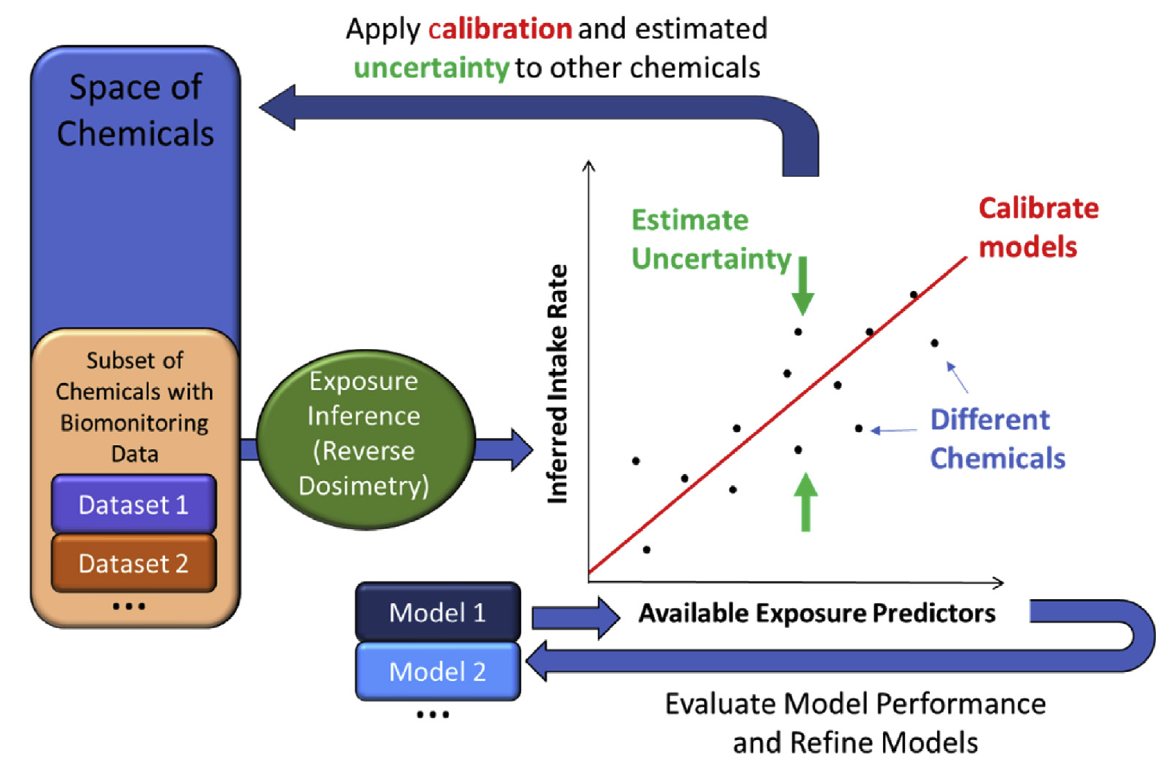 Apply calibration and estimated
uncertainty to other chemicals
Space of
Chemicals
Subset of
Chemicals with
Biomonitoring
Data
Dataset 1
Dataset 2
...
Exposure
Inference
(Reverse
Dosimetry)
Inferred Intake Rate
Estimate
Uncertainty
Calibrate
models
Different
Chemicals
Available Exposure Predictors
Model 1
Model 2
...
Evaluate Model Performance
and Refine Models